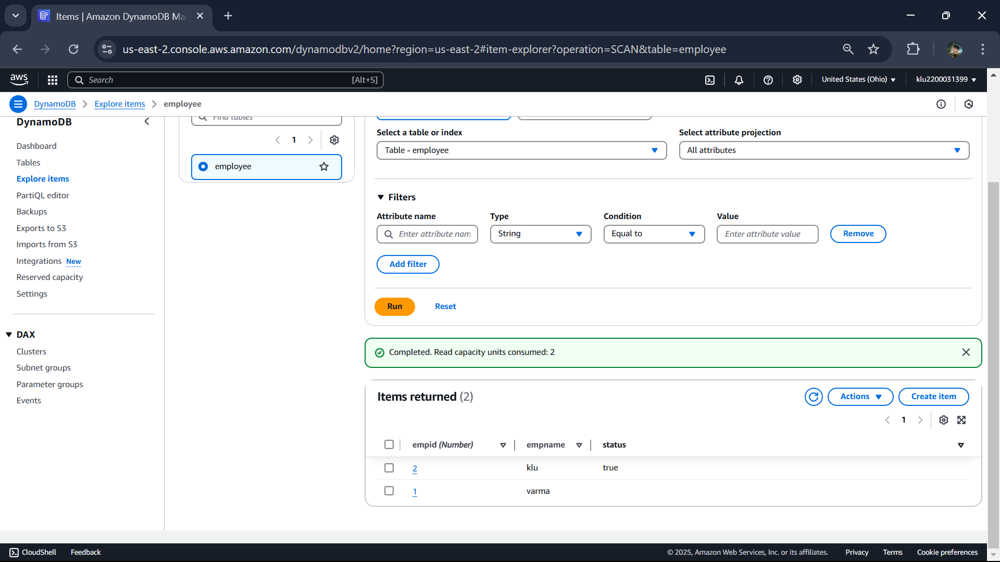 Items | Amazon DynamoDB Ma
us-east-2.console.aws.amazon.com/dynamodbv2/home?region=us-east-2#item-explorer?operation=SCAN&table=employee
aws
Search
[Alt+S]
United States (Ohio)
klu2200031399
DynamoDB
Explore items
employee
DynamoDB
Dashboard
Tables
Explore items
PartiQL editor
Backups
Exports to S3
Imports from S3
Integrations New
Reserved capacity
Settings
DAX
Clusters
Subnet groups
Parameter groups
Events
Find tables
1
employee
Select a table or index
Table - employee
Select attribute projection
All attributes
Filters
Attribute name Type Condition Value
Enter attribute nam String Equal to Enter attribute value Remove
Add filter
Run Reset
Completed. Read capacity units consumed: 2
Items returned (2)
Actions Create item
1
empid (Number) empname status
2 klu true
1 varma
CloudShell Feedback © 2025, Amazon Web Services, Inc. or its affiliates. Privacy Terms Cookie preferences